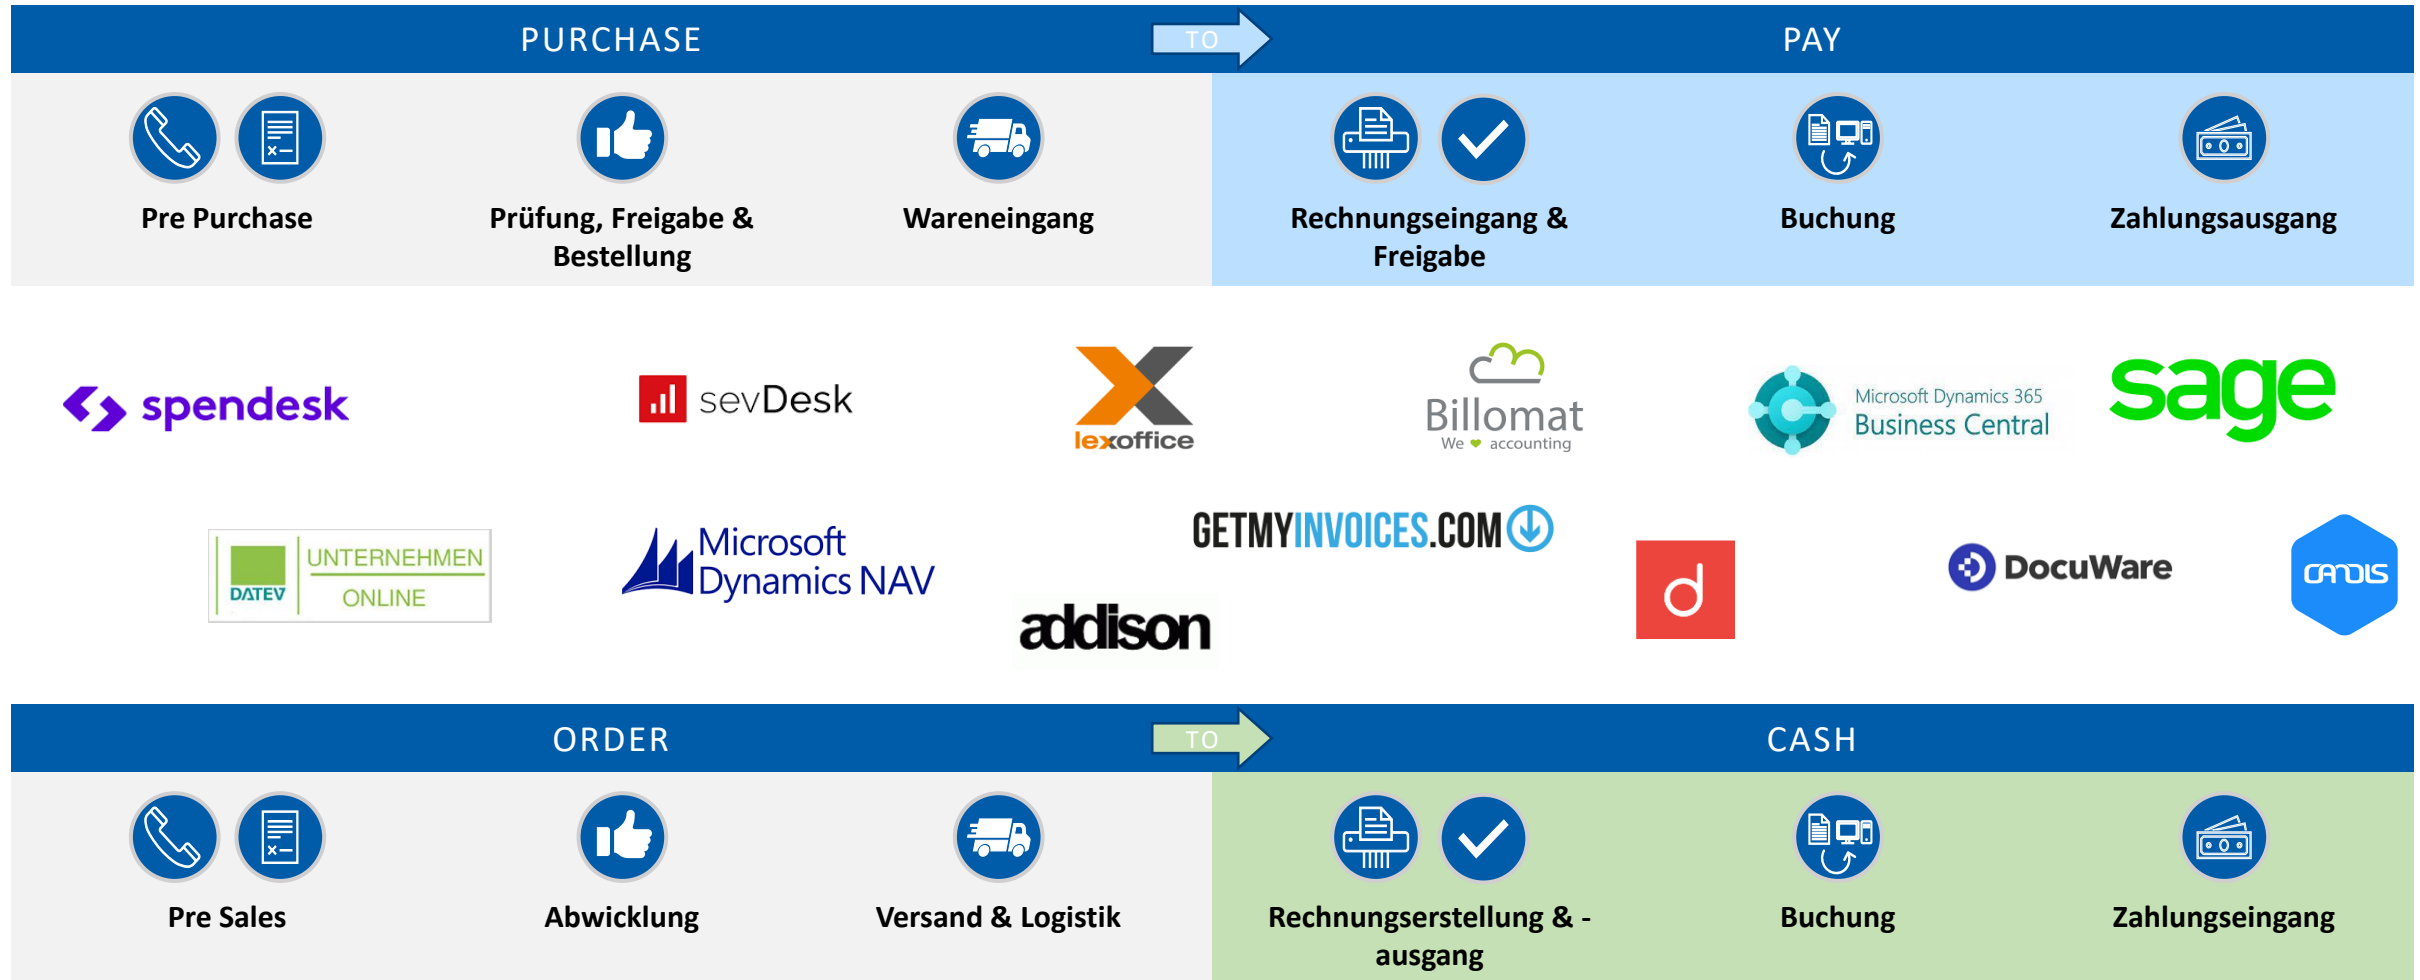 PURCHASE
TO
PAY
Pre Purchase
Prüfung, Freigabe &
Bestellung
Wareneingang
Rechnungseingang &
Freigabe
Buchung
Zahlungsausgang
spendesk
sevDesk
lexoffice
Billomat
We accounting
Microsoft Dynamics 365
Business Central
sage
DATEV
UNTERNEHMEN
ONLINE
Microsoft
Dynamics NAV
addison
GETMYINVOICES.COM
d
DocuWare
CANDIS
ORDER
TO
CASH
Pre Sales
Abwicklung
Versand & Logistik
Rechnungserstellung & -
ausgang
Buchung
Zahlungseingang